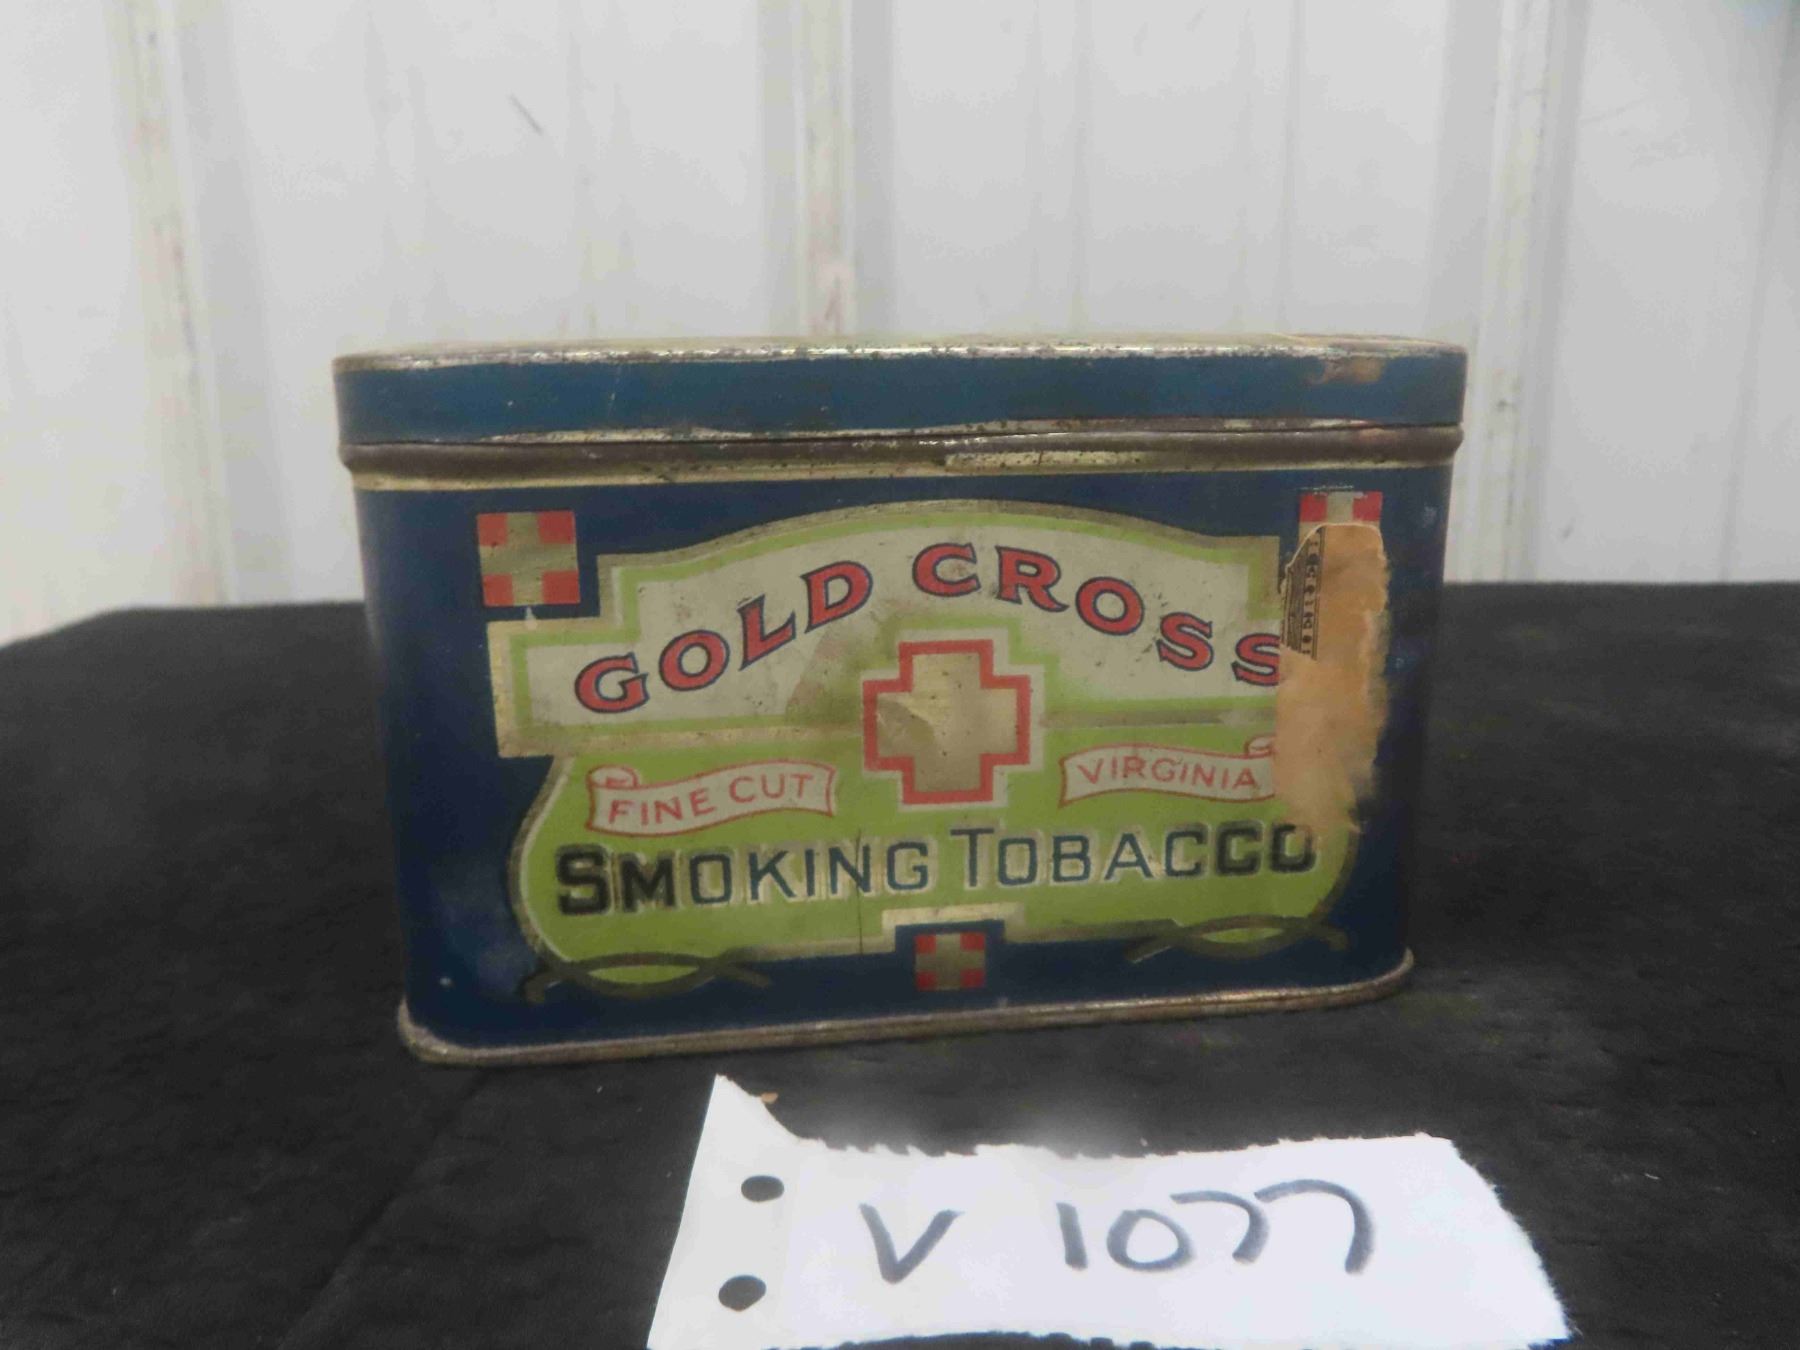 GOLD CROSS
FINE CUT
VIRGINIA
SMOKING TOBACCO
V 1077